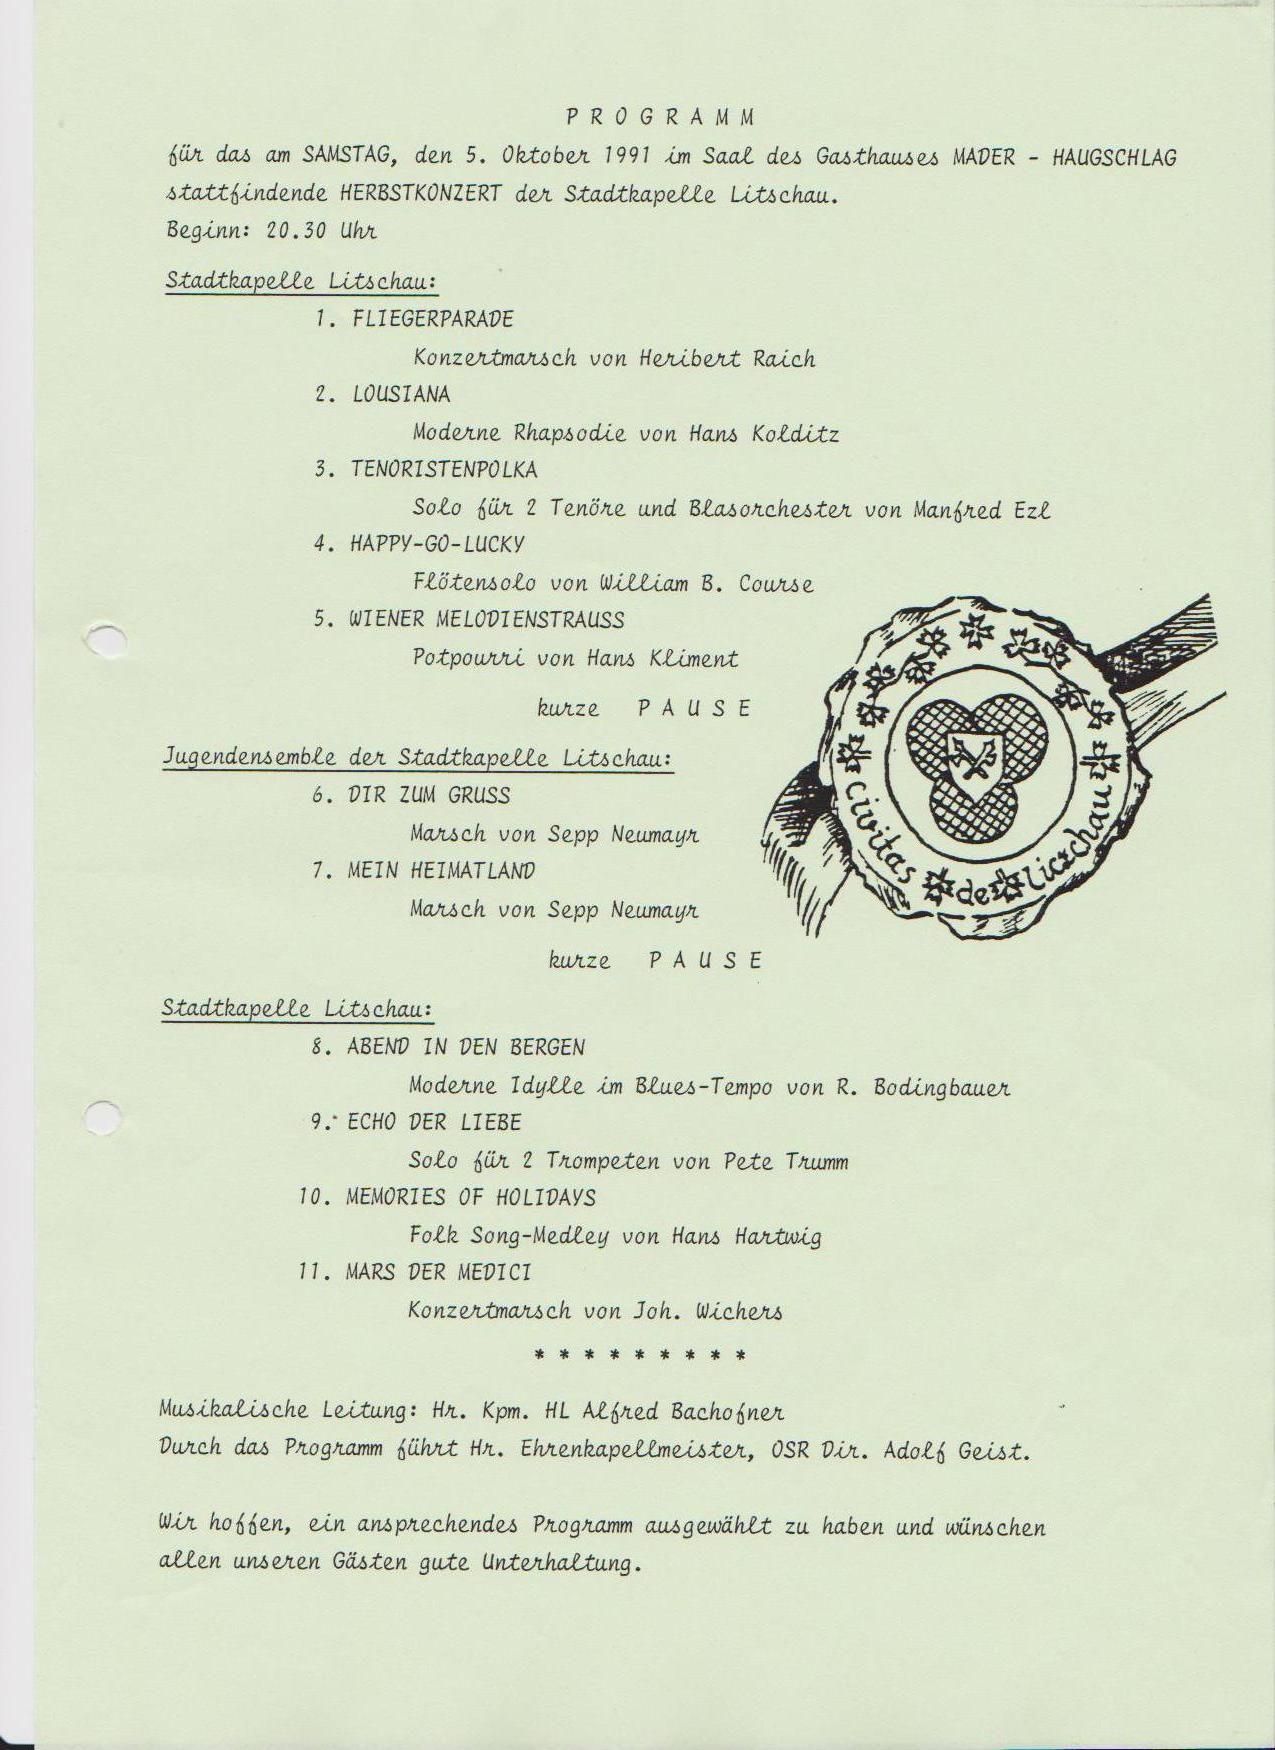 P R O G R A M M
für das am SAMSTAG, den 5. Oktober 1991 im Saal des Gasthauses MADER - HAUGSCHLAG
stattfindende HERBSTKONZERT der Stadtkapelle Litschau.
Beginn: 20.30 Uhr
Stadtkapelle Litschau:
1. FLIEGERPARADE
Konzertmarsch von Heribert Raich
2. LOUSIANA
Moderne Rhapsodie von Hans Kolditz
3. TENORISTENPOLKA
Solo für 2 Tenöre und Blasorchester von Manfred Ezl
4. HAPPY-GO-LUCKY
Flötensolo von William B. Course
5. WIENER MELODIENSTRAUSS
Potpourri von Hans Kliment
kurze P A U S E
Jugendensemble der Stadtkapelle Litschau:
6. DIR ZUM GRUSS
Marsch von Sepp Neumayr
7. MEIN HEIMATLAND
Marsch von Sepp Neumayr
civitas de liczchau
kurze P A U S E
Stadtkapelle Litschau:
8. ABEND IN DEN BERGEN
Moderne Idylle im Blues-Tempo von R. Bodingbauer
9. ECHO DER LIEBE
Solo für 2 Trompeten von Pete Trumm
10. MEMORIES OF HOLIDAYS
Folk Song-Medley von Hans Hartwig
11. MARS DER MEDICI
Konzertmarsch von Joh. Wichers
* * * * * * * * *
Musikalische Leitung: Hr. Kpm. HL Alfred Bachofner
Durch das Programm führt Hr. Ehrenkapellmeister, OSR Dir. Adolf Geist.
Wir hoffen, ein ansprechendes Programm ausgewählt zu haben und wünschen
allen unseren Gästen gute Unterhaltung.